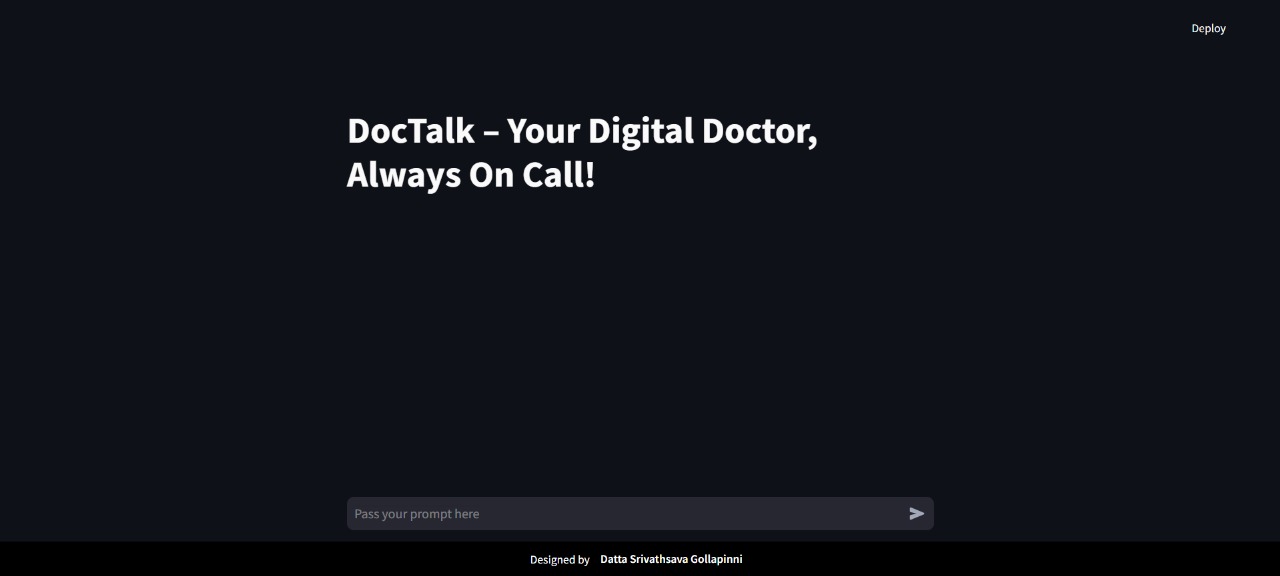 Deploy
DocTalk – Your Digital Doctor,
Always On Call!
Pass your prompt here
Designed by Datta Srivathsava Gollapinni